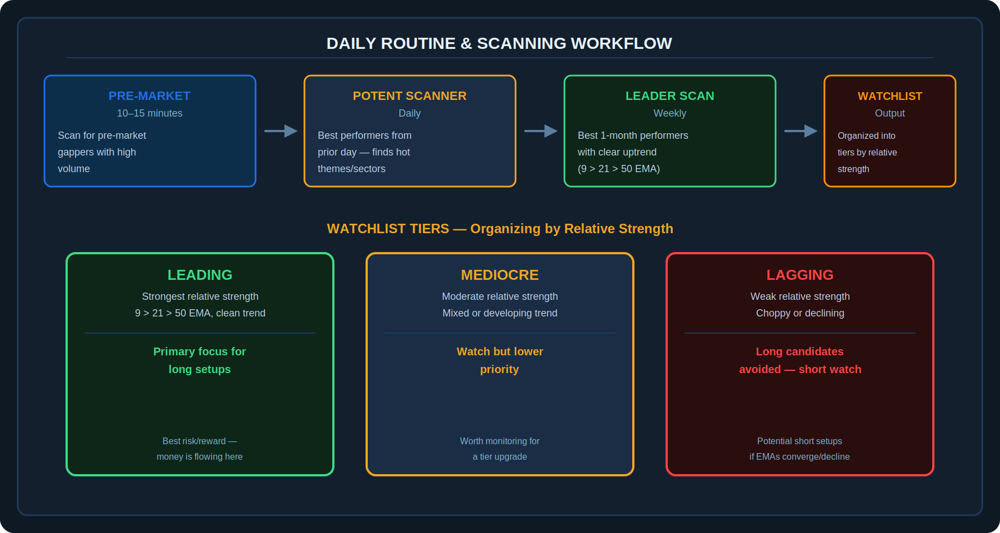 DAILY ROUTINE & SCANNING WORKFLOW
PRE-MARKET
10–15 minutes
Scan for pre-market
gappers with high
volume
POTENT SCANNER
Daily
Best performers from
prior day — finds hot
themes/sectors
LEADER SCAN
Weekly
Best 1-month performers
with clear uptrend
(9 > 21 > 50 EMA)
WATCHLIST
Output
Organized into
tiers by relative
strength
WATCHLIST TIERS — Organizing by Relative Strength
LEADING
Strongest relative strength
9 > 21 > 50 EMA, clean trend
Primary focus for
long setups
Best risk/reward —
money is flowing here
MEDIOCRE
Moderate relative strength
Mixed or developing trend
Watch but lower
priority
Worth monitoring for
a tier upgrade
LAGGING
Weak relative strength
Choppy or declining
Long candidates
avoided — short watch
Potential short setups
if EMAs converge/decline